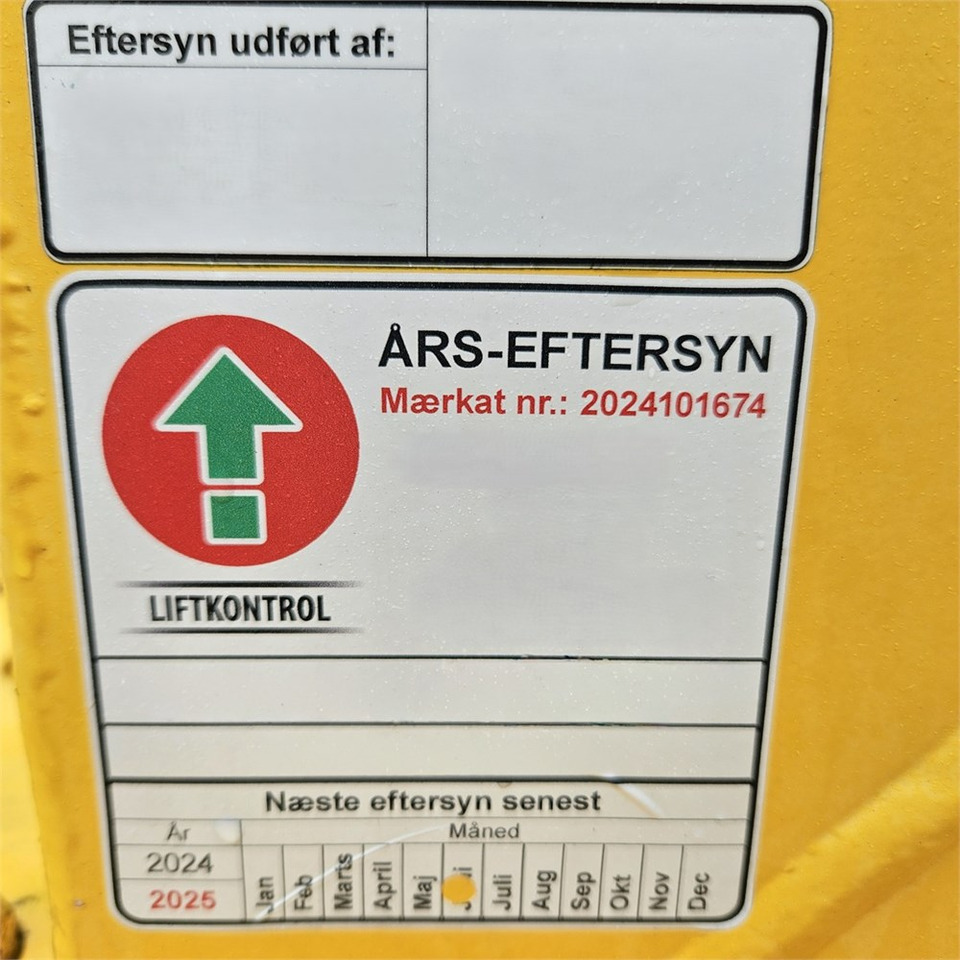 Eftersyn udført af:
ÅRS-EFTERSYN
Mærkat nr.: 2024101674
LIFTKONTROL
Næste eftersyn senest
År Måned
2024
2025
Jan Feb Marts April Maj Juli Aug Sep Okt Nov Dec